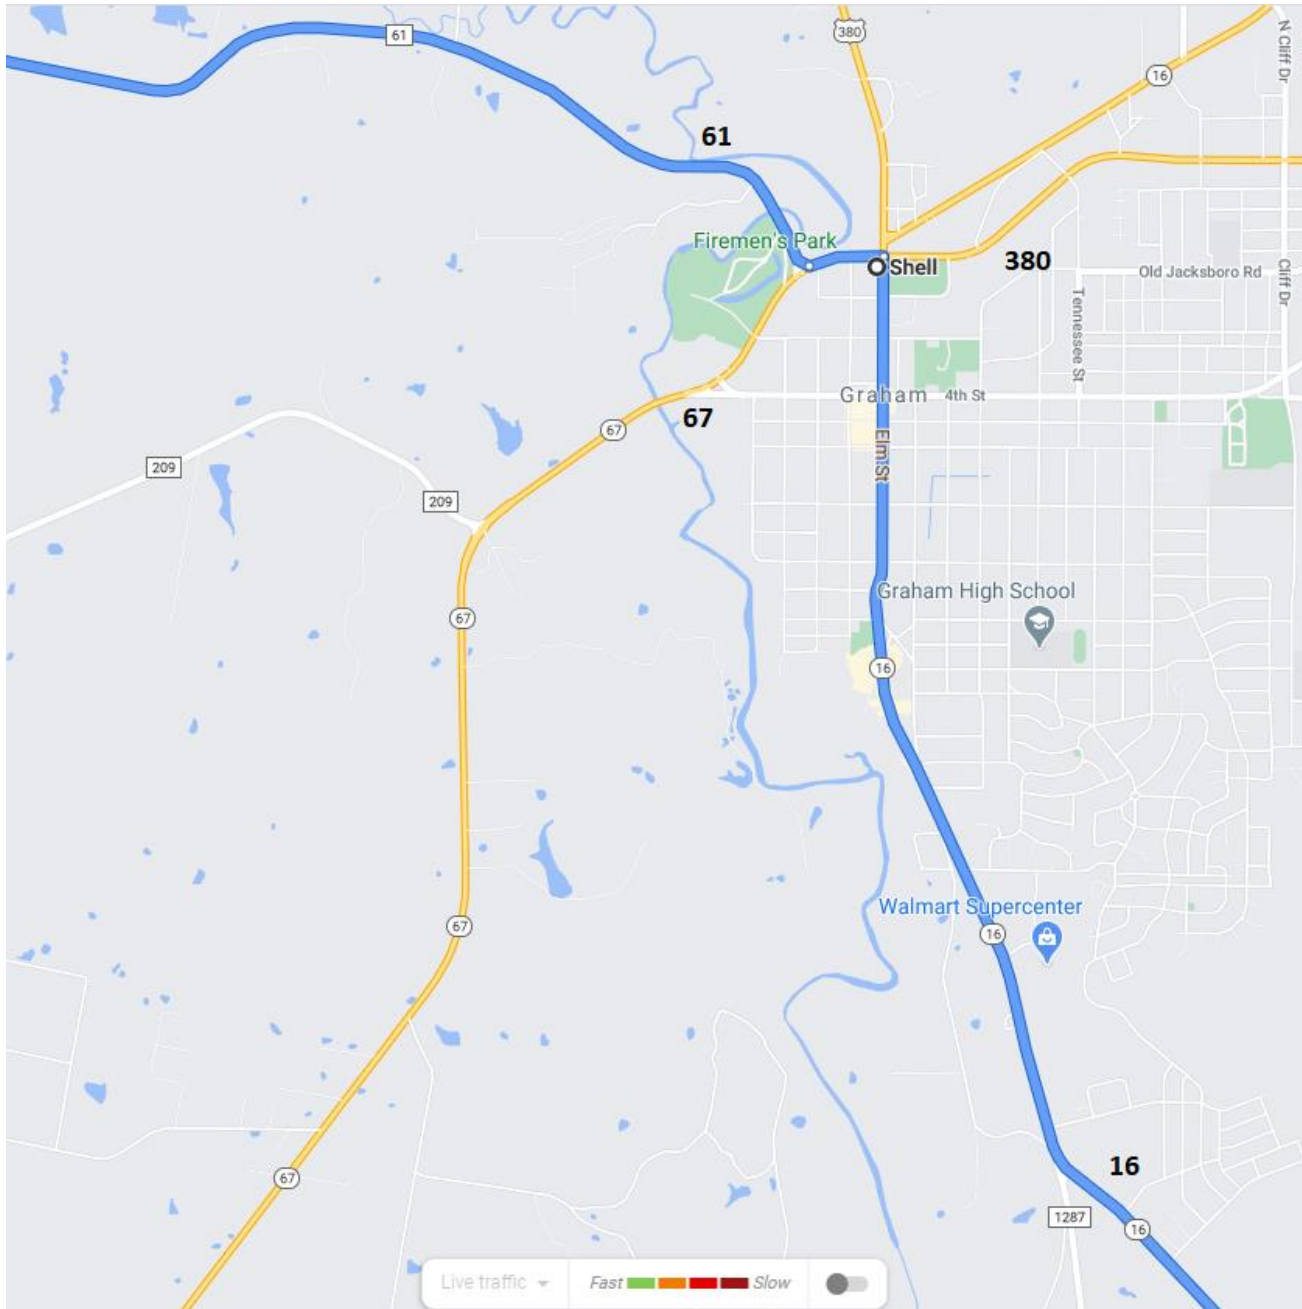 61
380
16
N Cliff Dr
61
Firemen's Park
Shell
380
Old Jacksboro Rd
Cliff Dr
Tennessee St
Graham
4th St
67
67
Elm St
209
209
Graham High School
67
16
Walmart Supercenter
16
67
16
67
1287
16
Live traffic
Fast
Slow